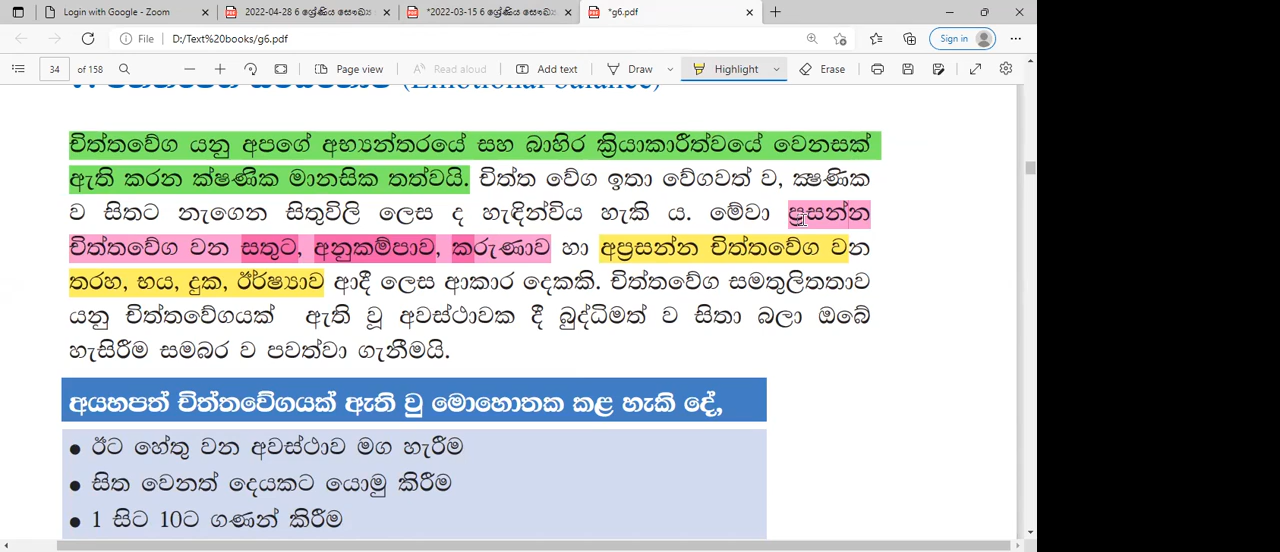 Login with Google - Zoom
2022-04-28 6 ශ්‍රේණිය සෞඛ්‍ය
*2022-03-15 6 ශ්‍රේණිය සෞඛ්‍ය
*g6.pdf
File D:/Text%20books/g6.pdf Sign in
34 of 158 Page view Read aloud Add text Draw Highlight Erase
(Emotional balance)
චිත්තවේග යනු අපගේ අභ්‍යන්තරයේ සහ බාහිර ක්‍රියාකාරීත්වයේ වෙනසක්
ඇති කරන ක්ෂණික මානසික තත්වයි. චිත්ත වේග ඉතා වේගවත් ව, ක්‍ෂණික
ව සිතට නැගෙන සිතුවිලි ලෙස ද හැඳින්විය හැකි ය. මේවා ප්‍රසන්න
චිත්තවේග වන සතුට, අනුකම්පාව, කරුණාව හා අප්‍රසන්න චිත්තවේග වන
තරහ, භය, දුක, ඊර්ෂ්‍යාව ආදී ලෙස ආකාර දෙකකි. චිත්තවේග සමතුලිතතාව
යනු චිත්තවේගයක් ඇති වූ අවස්ථාවක දී බුද්ධිමත් ව සිතා බලා ඔබේ
හැසිරීම සමබර ව පවත්වා ගැනීමයි.
අයහපත් චිත්තවේගයක් ඇති වු මොහොතක කළ හැකි දේ,
● ඊට හේතු වන අවස්ථාව මග හැරීම
● සිත වෙනත් දෙයකට යොමු කිරීම
● 1 සිට 10ට ගණන් කිරීම